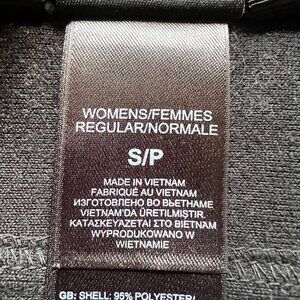 WOMENS/FEMMES
REGULAR/NORMALE
S/P
MADE IN VIETNAM
FABRIQUÉ AU VIETNAM
ИЗГОТОВЛЕНО ВО ВЬЕТНАМЕ
VIETNAM'DA ÜRETILMIŞTIR.
ΚΑΤΑΣΚΕΥΑΖΕΤΑΙ ΣΤΟ ΒΙΕΤΝΑΜ
WYPRODUKOWANO W
WIETNAMIE
GB: SHELL: 95% POLYESTER/